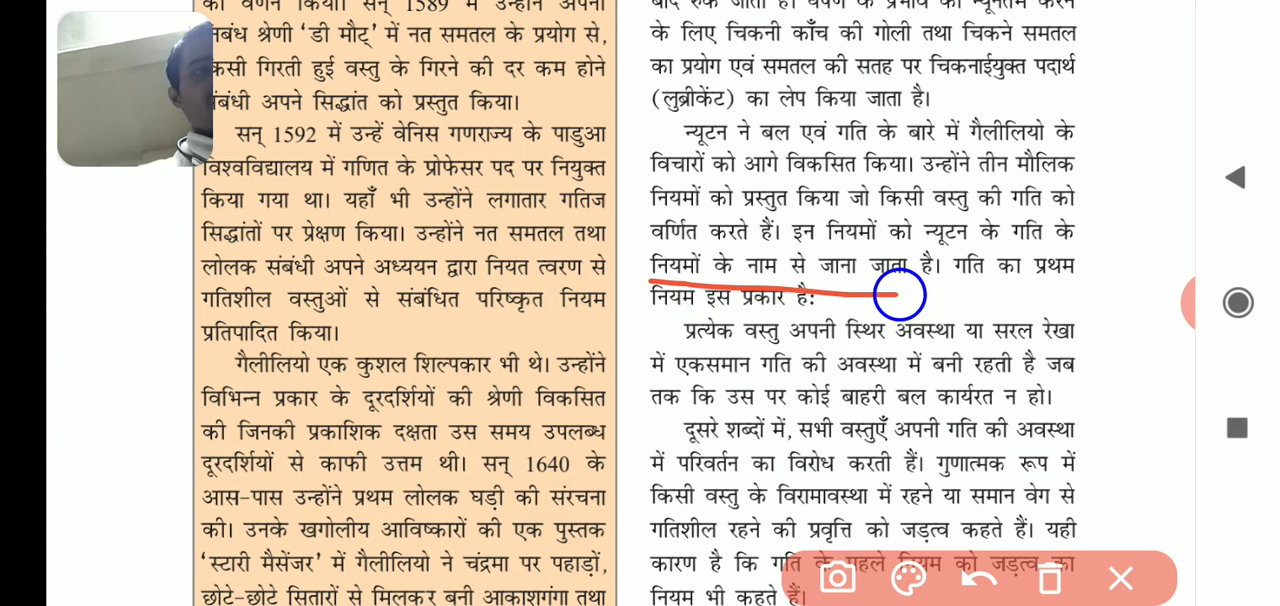 का वर्णन किया। सन् 1589 में उन्होंने अपनी
निबंध श्रेणी ‘डी मौट्’ में नत समतल के प्रयोग से,
किसी गिरती हुई वस्तु के गिरने की दर कम होने
संबंधी अपने सिद्धांत को प्रस्तुत किया।
सन् 1592 में उन्हें वेनिस गणराज्य के पाडुआ
विश्वविद्यालय में गणित के प्रोफेसर पद पर नियुक्त
किया गया था। यहाँ भी उन्होंने लगातार गतिज
सिद्धांतों पर प्रेक्षण किया। उन्होंने नत समतल तथा
लोलक संबंधी अपने अध्ययन द्वारा नियत त्वरण से
गतिशील वस्तुओं से संबंधित परिष्कृत नियम
प्रतिपादित किया।
गैलीलियो एक कुशल शिल्पकार भी थे। उन्होंने
विभिन्न प्रकार के दूरदर्शियों की श्रेणी विकसित
की जिनकी प्रकाशिक दक्षता उस समय उपलब्ध
दूरदर्शियों से काफी उत्तम थी। सन् 1640 के
आस-पास उन्होंने प्रथम लोलक घड़ी की संरचना
की। उनके खगोलीय आविष्कारों की एक पुस्तक
‘स्टारी मैसेंजर’ में गैलीलियो ने चंद्रमा पर पहाड़ों,
छोटे-छोटे सितारों से मिलकर बनी आकाशगंगा तथा
बाद रुक जाती है। घर्षण के प्रभाव को न्यूनतम करने
के लिए चिकनी काँच की गोली तथा चिकने समतल
का प्रयोग एवं समतल की सतह पर चिकनाईयुक्त पदार्थ
(लुब्रीकेंट) का लेप किया जाता है।
न्यूटन ने बल एवं गति के बारे में गैलीलियो के
विचारों को आगे विकसित किया। उन्होंने तीन मौलिक
नियमों को प्रस्तुत किया जो किसी वस्तु की गति को
वर्णित करते हैं। इन नियमों को न्यूटन के गति के
नियमों के नाम से जाना जाता है। गति का प्रथम
नियम इस प्रकार है:
प्रत्येक वस्तु अपनी स्थिर अवस्था या सरल रेखा
में एकसमान गति की अवस्था में बनी रहती है जब
तक कि उस पर कोई बाहरी बल कार्यरत न हो।
दूसरे शब्दों में, सभी वस्तुएँ अपनी गति की अवस्था
में परिवर्तन का विरोध करती हैं। गुणात्मक रूप में
किसी वस्तु के विरामावस्था में रहने या समान वेग से
गतिशील रहने की प्रवृत्ति को जड़त्व कहते हैं। यही
कारण है कि गति के पहले नियम को जड़त्व का
नियम भी कहते हैं।